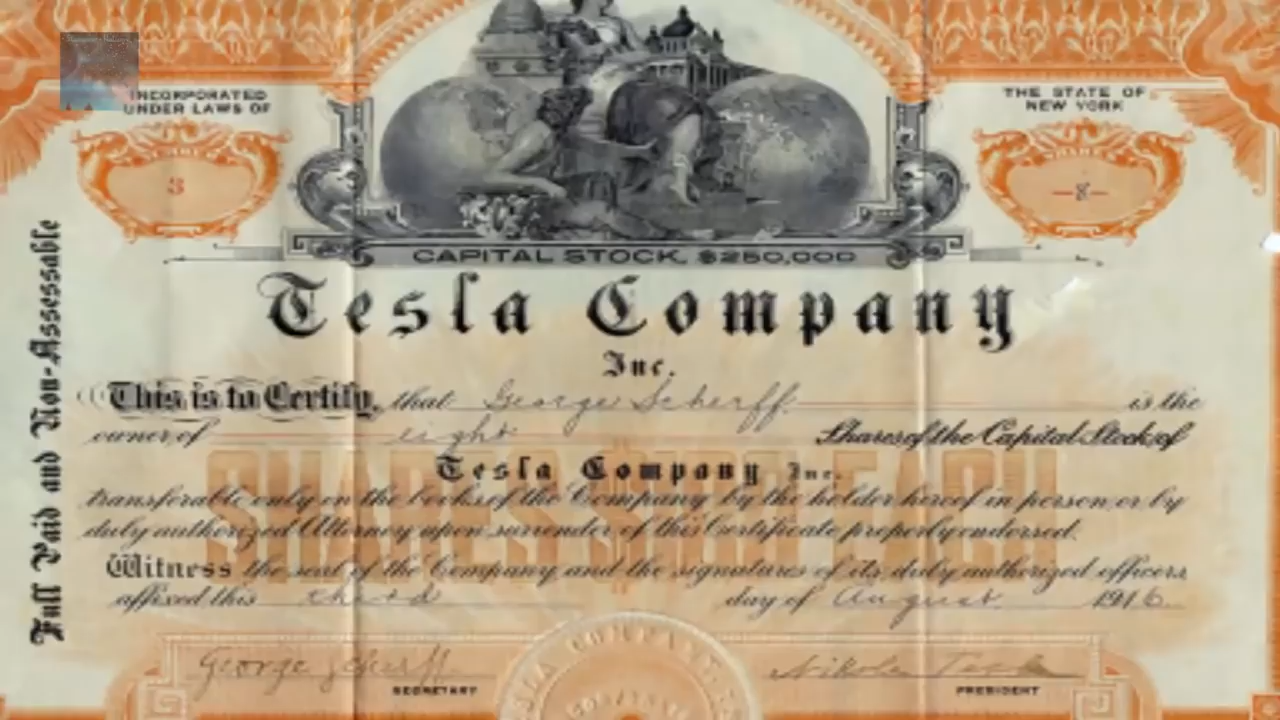 INCORPORATED
UNDER LAWS OF
THE STATE OF
NEW YORK
SHARES
3
-8-
CAPITAL STOCK, $250,000
Tesla Company
Inc.
This is to Certify, that George Scherff is the
owner of eight Shares of the Capital Stock of
Tesla Company Inc.
transferable only on the books of the Company by the holder hereof in person or by
duly authorized Attorney upon surrender of this Certificate properly endorsed.
Witness the seal of the Company and the signatures of its duly authorized officers
affixed this third day of August 1916.
Full Paid and Non-Assessable
SHARES EACH
George Scherff
SECRETARY
Nikola Tesla
PRESIDENT
TESLA COMPANY